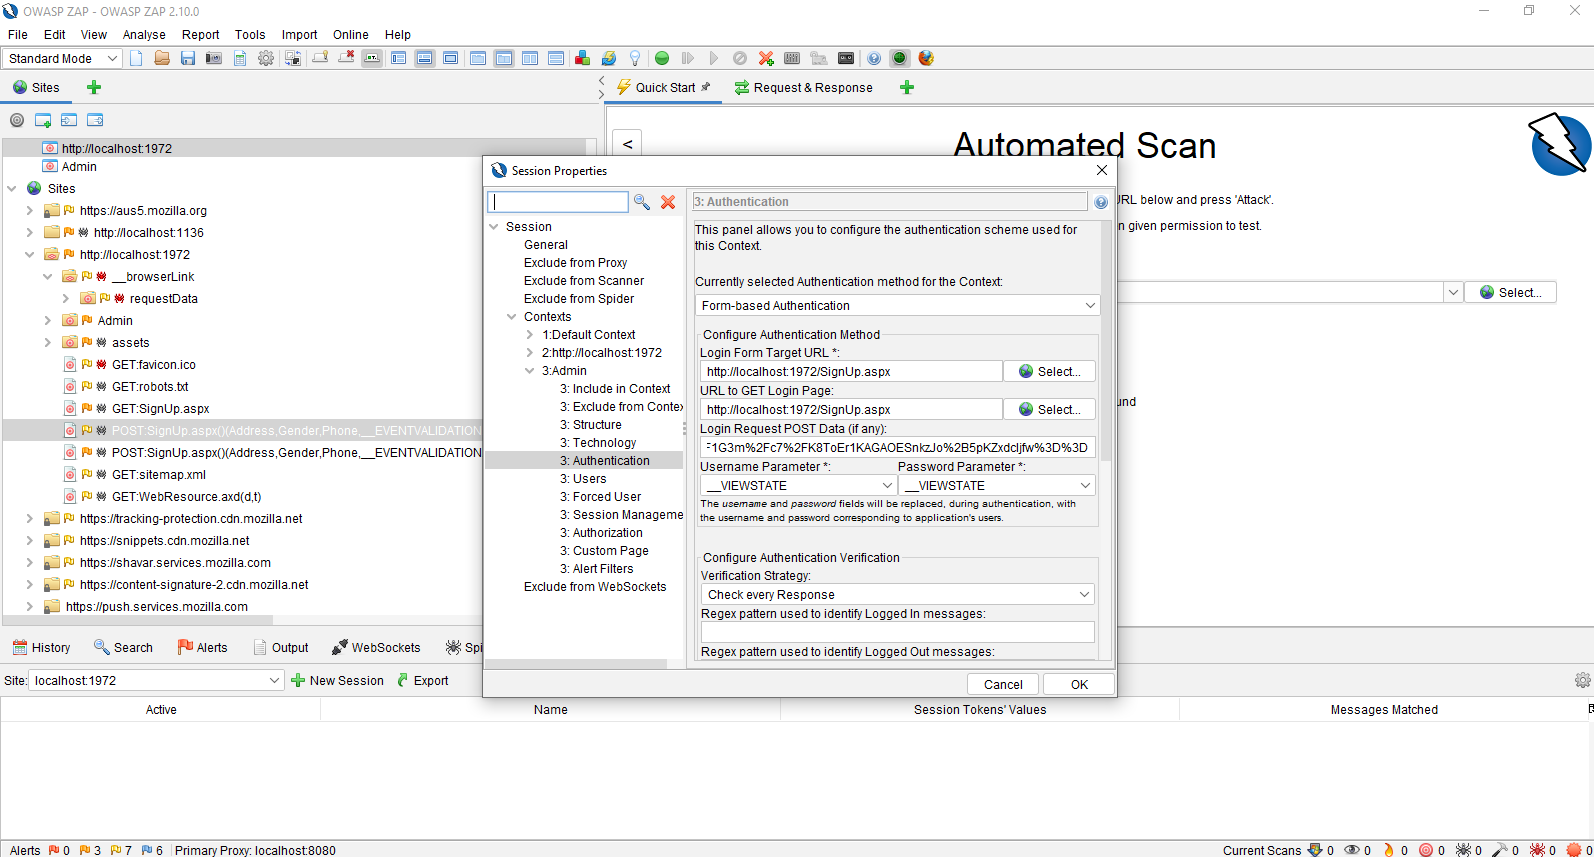 OWASP ZAP - OWASP ZAP 2.10.0
File Edit View Analyse Report Tools Import Online Help
Standard Mode
Sites
Quick Start
Request & Response
<
Automated Scan
http://localhost:1972
Admin
Sites
https://aus5.mozilla.org
http://localhost:1136
http://localhost:1972
__browserLink
requestData
Admin
assets
GET:favicon.ico
GET:robots.txt
GET:SignUp.aspx
POST:SignUp.aspx()(Address,Gender,Phone,__EVENTVALIDATION
POST:SignUp.aspx()(Address,Gender,Phone,__EVENTVALIDATION
GET:sitemap.xml
GET:WebResource.axd(d,t)
https://tracking-protection.cdn.mozilla.net
https://snippets.cdn.mozilla.net
https://shavar.services.mozilla.com
https://content-signature-2.cdn.mozilla.net
https://push.services.mozilla.com
URL below and press 'Attack'.
n given permission to test.
Select...
und
Session Properties
Session
General
Exclude from Proxy
Exclude from Scanner
Exclude from Spider
Contexts
1:Default Context
2:http://localhost:1972
3:Admin
3: Include in Context
3: Exclude from Contex
3: Structure
3: Technology
3: Authentication
3: Users
3: Forced User
3: Session Manageme
3: Authorization
3: Custom Page
3: Alert Filters
Exclude from WebSockets
3: Authentication
This panel allows you to configure the authentication scheme used for
this Context.
Currently selected Authentication method for the Context:
Form-based Authentication
Configure Authentication Method
Login Form Target URL *:
http://localhost:1972/SignUp.aspx Select...
URL to GET Login Page:
http://localhost:1972/SignUp.aspx Select...
Login Request POST Data (if any):
F1G3m%2Fc7%2FK8ToEr1KAGAOESnkzJo%2B5pKZxdcljfw%3D%3D
Username Parameter *: Password Parameter *:
__VIEWSTATE __VIEWSTATE
The username and password fields will be replaced, during authentication, with
the username and password corresponding to application's users.
Configure Authentication Verification
Verification Strategy:
Check every Response
Regex pattern used to identify Logged In messages:
Regex pattern used to identify Logged Out messages:
Cancel OK
History Search Alerts Output WebSockets Spi
Site: localhost:1972 New Session Export
Active Name Session Tokens' Values Messages Matched
Alerts 0 3 7 6 Primary Proxy: localhost:8080
Current Scans 0 0 0 0 0 0 0 0